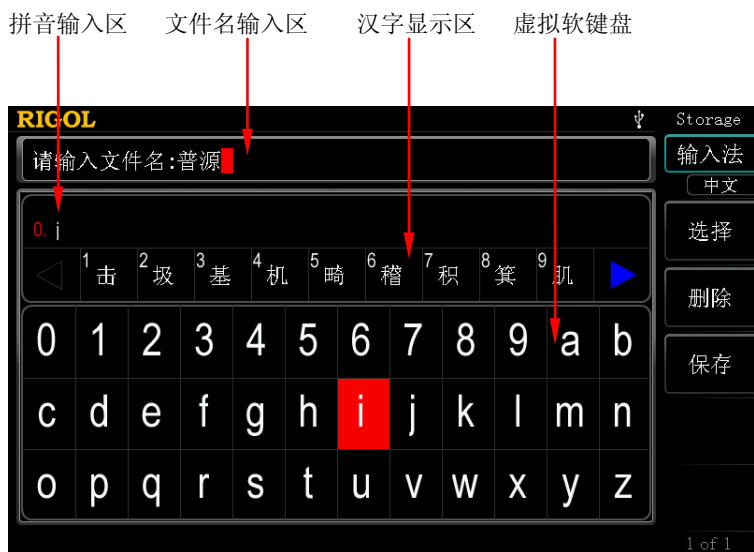 拼音输入区 文件名输入区 汉字显示区 虚拟软键盘
RIGOL Storage
请输入文件名:普源 输入法
中文
0. j 选择
1 击 2 圾 3 基 4 机 5 畸 6 稽 7 积 8 箕 9 肌
删除
0 1 2 3 4 5 6 7 8 9 a b
保存
c d e f g h i j k l m n
o p q r s t u v w x y z
1 of 1